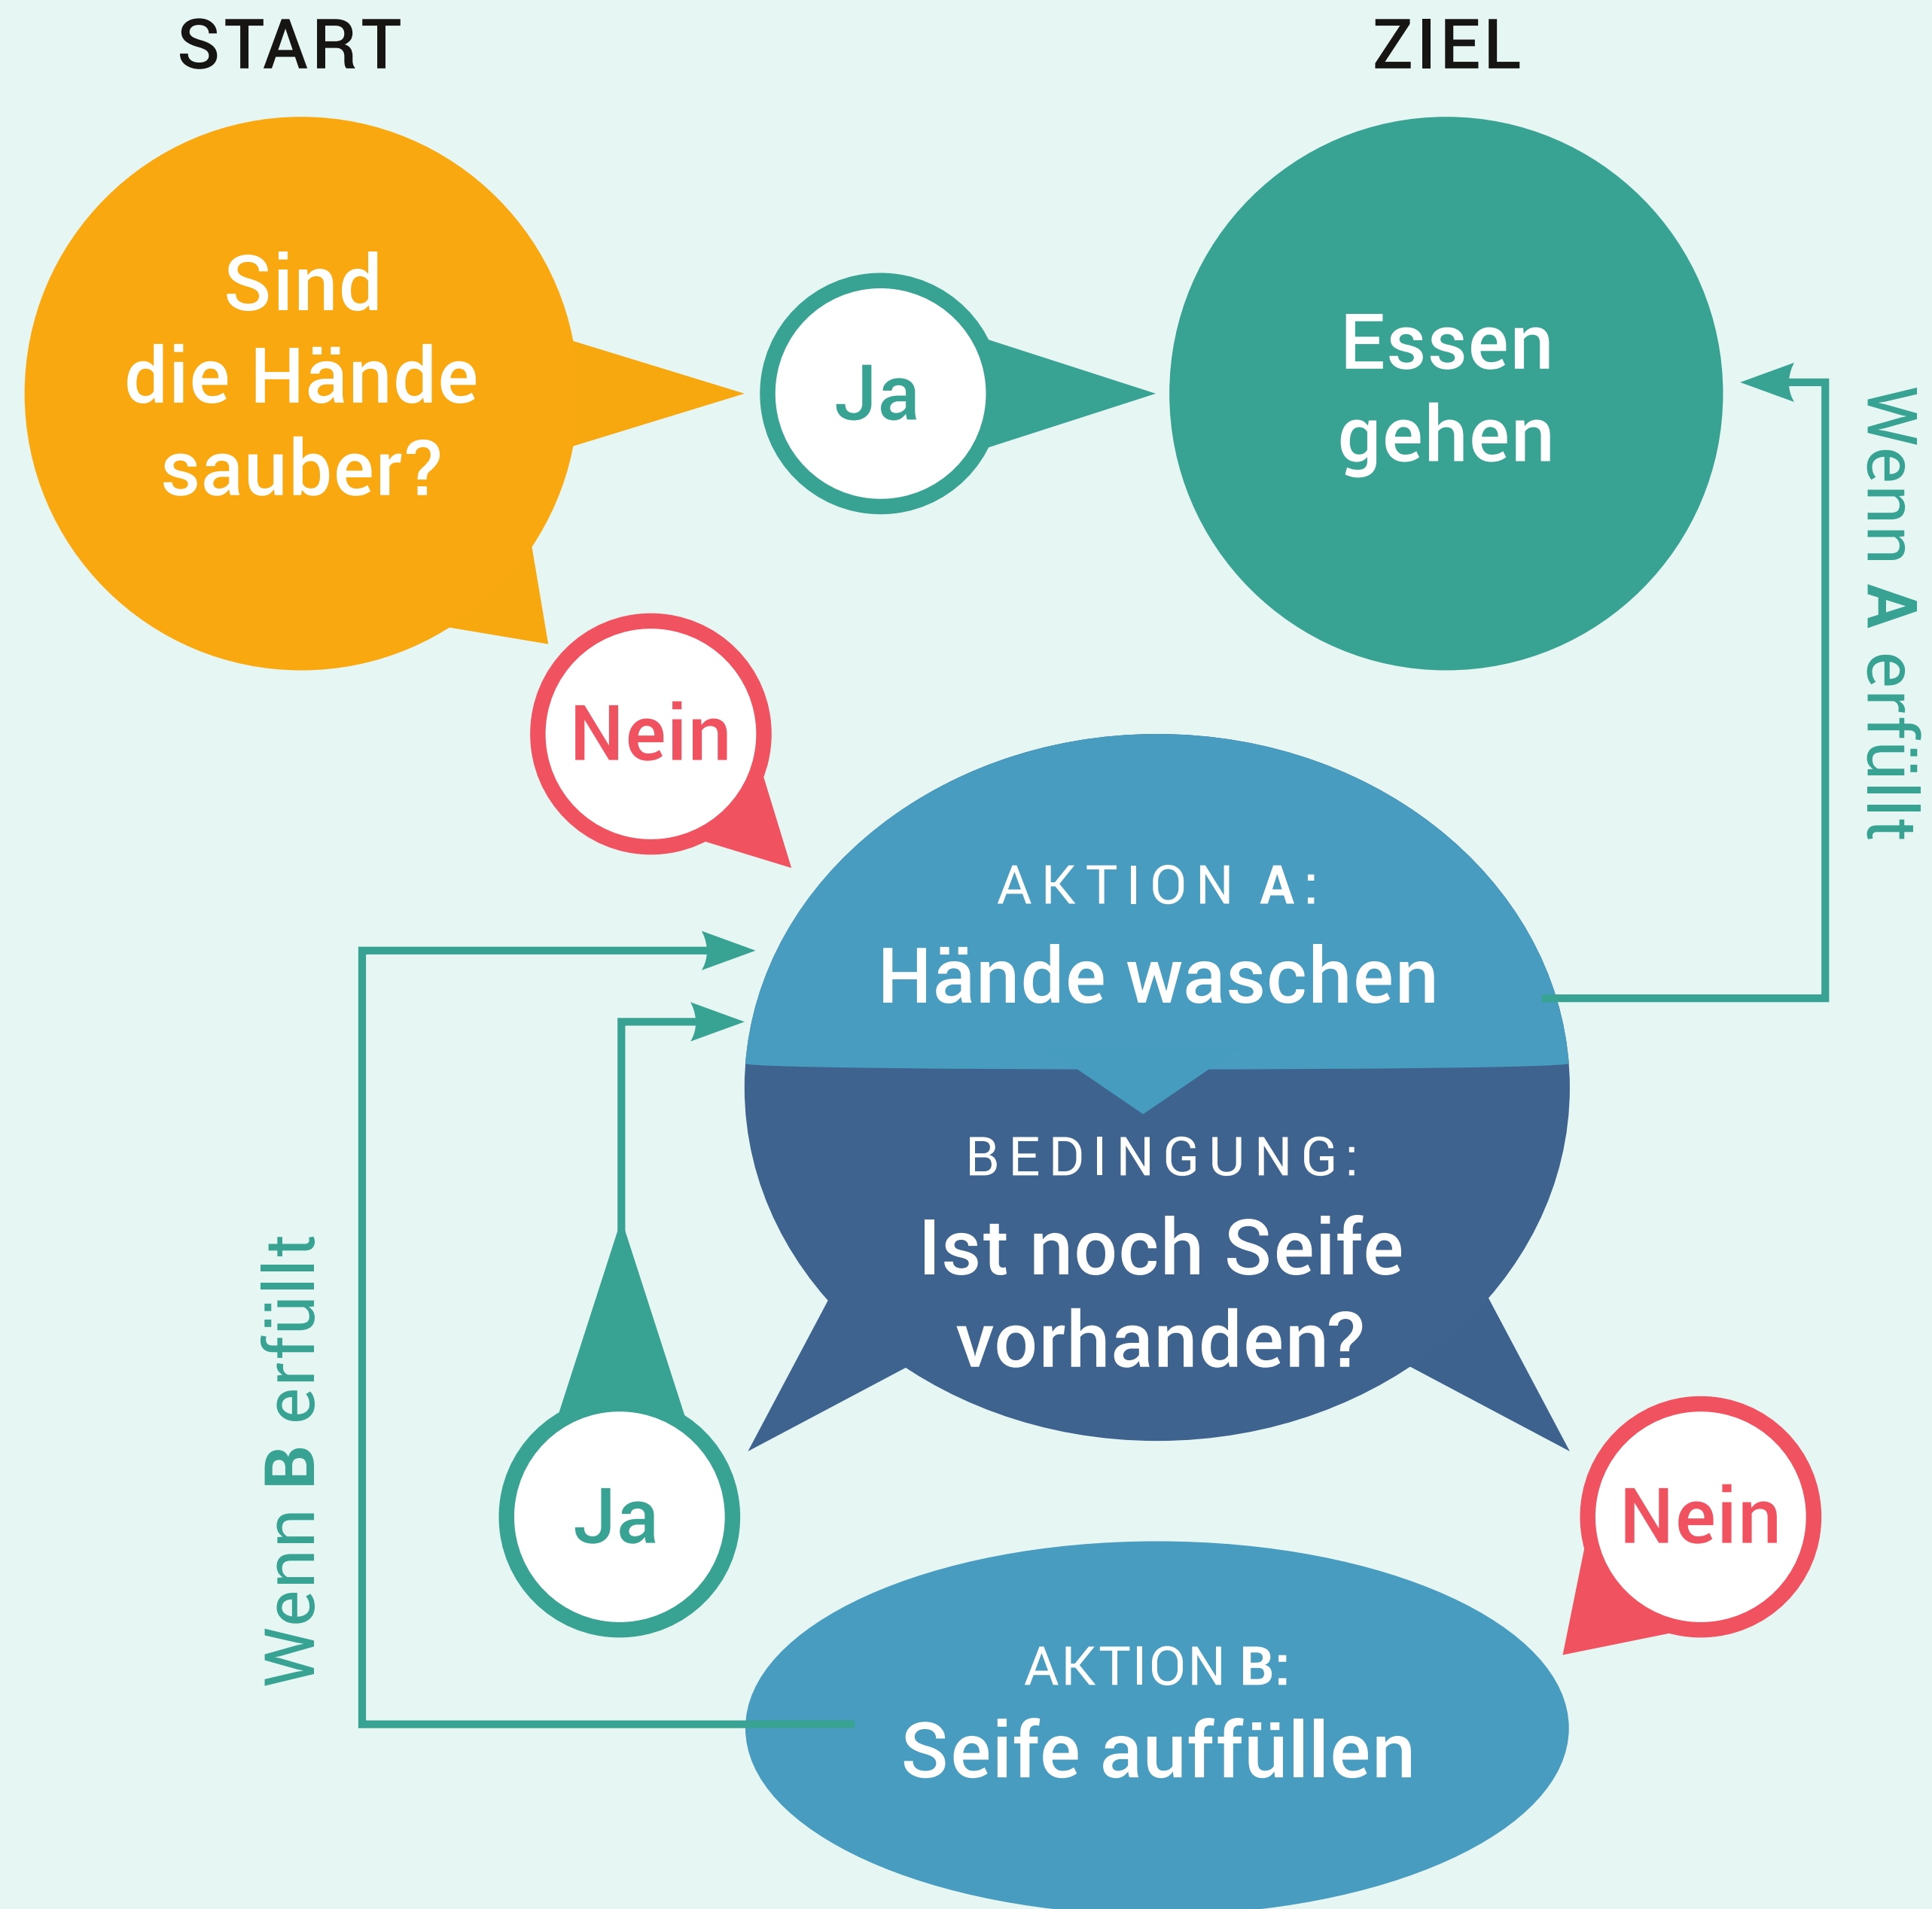 START
ZIEL
Sind
die Hände
sauber?
Ja
Essen
gehen
Wenn A erfüllt
Nein
AKTION A:
Hände waschen
BEDINGUNG:
Ist noch Seife
vorhanden?
Wenn B erfüllt
Ja
Nein
AKTION B:
Seife auffüllen